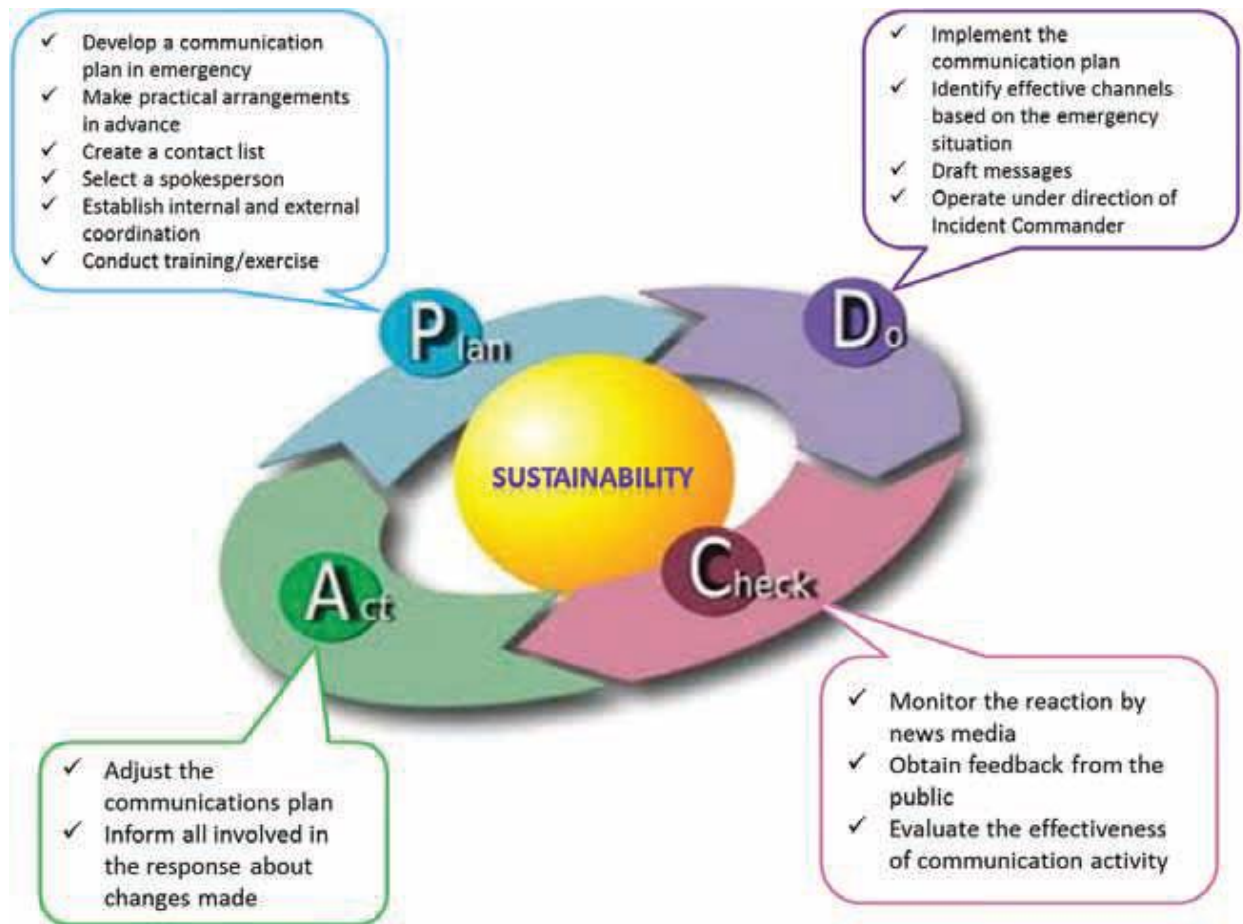 ✓ Develop a communication
plan in emergency
✓ Make practical arrangements
in advance
✓ Create a contact list
✓ Select a spokesperson
✓ Establish internal and external
coordination
✓ Conduct training/exercise
✓ Implement the
communication plan
✓ Identify effective channels
based on the emergency
situation
✓ Draft messages
✓ Operate under direction of
Incident Commander
Plan
Do
SUSTAINABILITY
Check
Act
✓ Monitor the reaction by
news media
✓ Obtain feedback from the
public
✓ Evaluate the effectiveness
of communication activity
✓ Adjust the
communications plan
✓ Inform all involved in
the response about
changes made